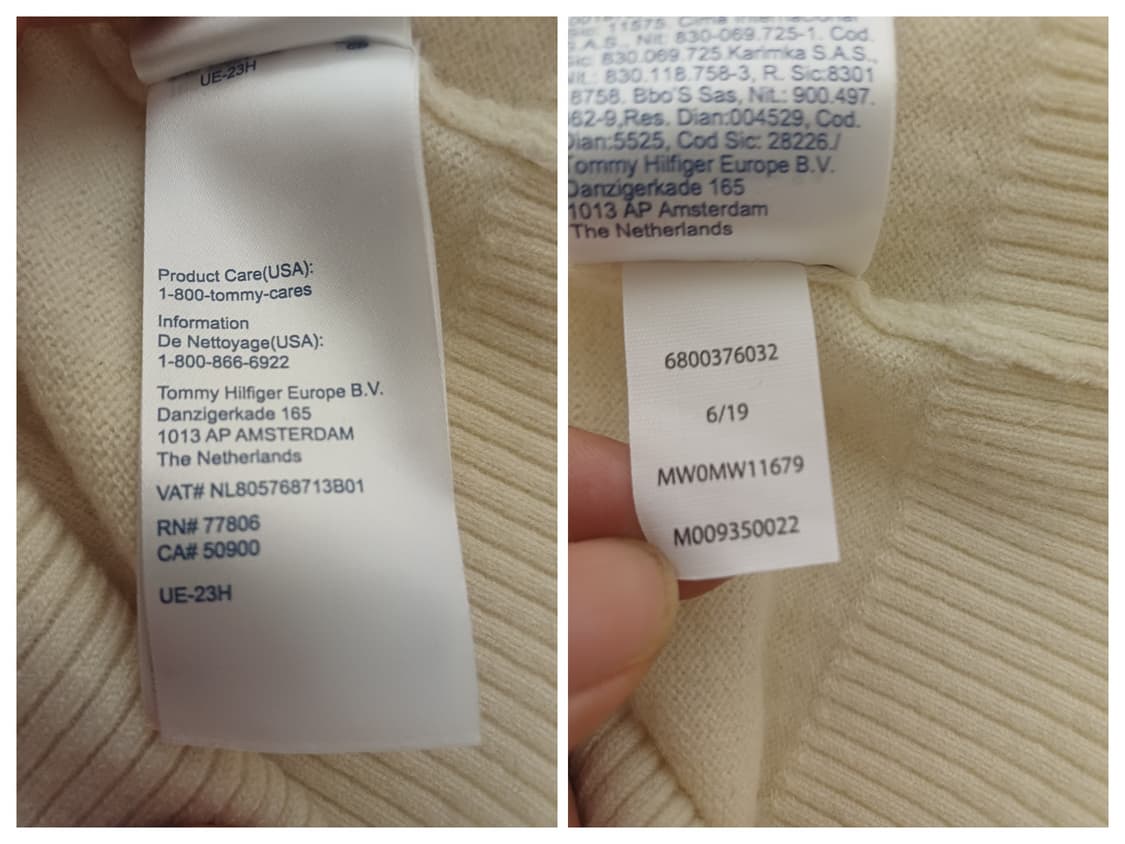 UE-23H
Product Care(USA):
1-800-tommy-cares
Information
De Nettoyage(USA):
1-800-866-6922
Tommy Hilfiger Europe B.V.
Danzigerkade 165
1013 AP AMSTERDAM
The Netherlands
VAT# NL805768713B01
RN# 77806
CA# 50900
UE-23H
11575. Cima
S.A.S., Nit: 830-069.725-1. Cod.
Sic: 830.069.725.Karimka S.A.S.,
Nit.: 830.118.758-3, R. Sic:8301
8758. Bbo'S Sas, Nit.: 900.497.
62-9,Res. Dian:004529, Cod.
Dian:5525, Cod Sic: 28226./
Tommy Hilfiger Europe B.V.
Danzigerkade 165
1013 AP Amsterdam
The Netherlands
6800376032
6/19
MW0MW11679
M009350022